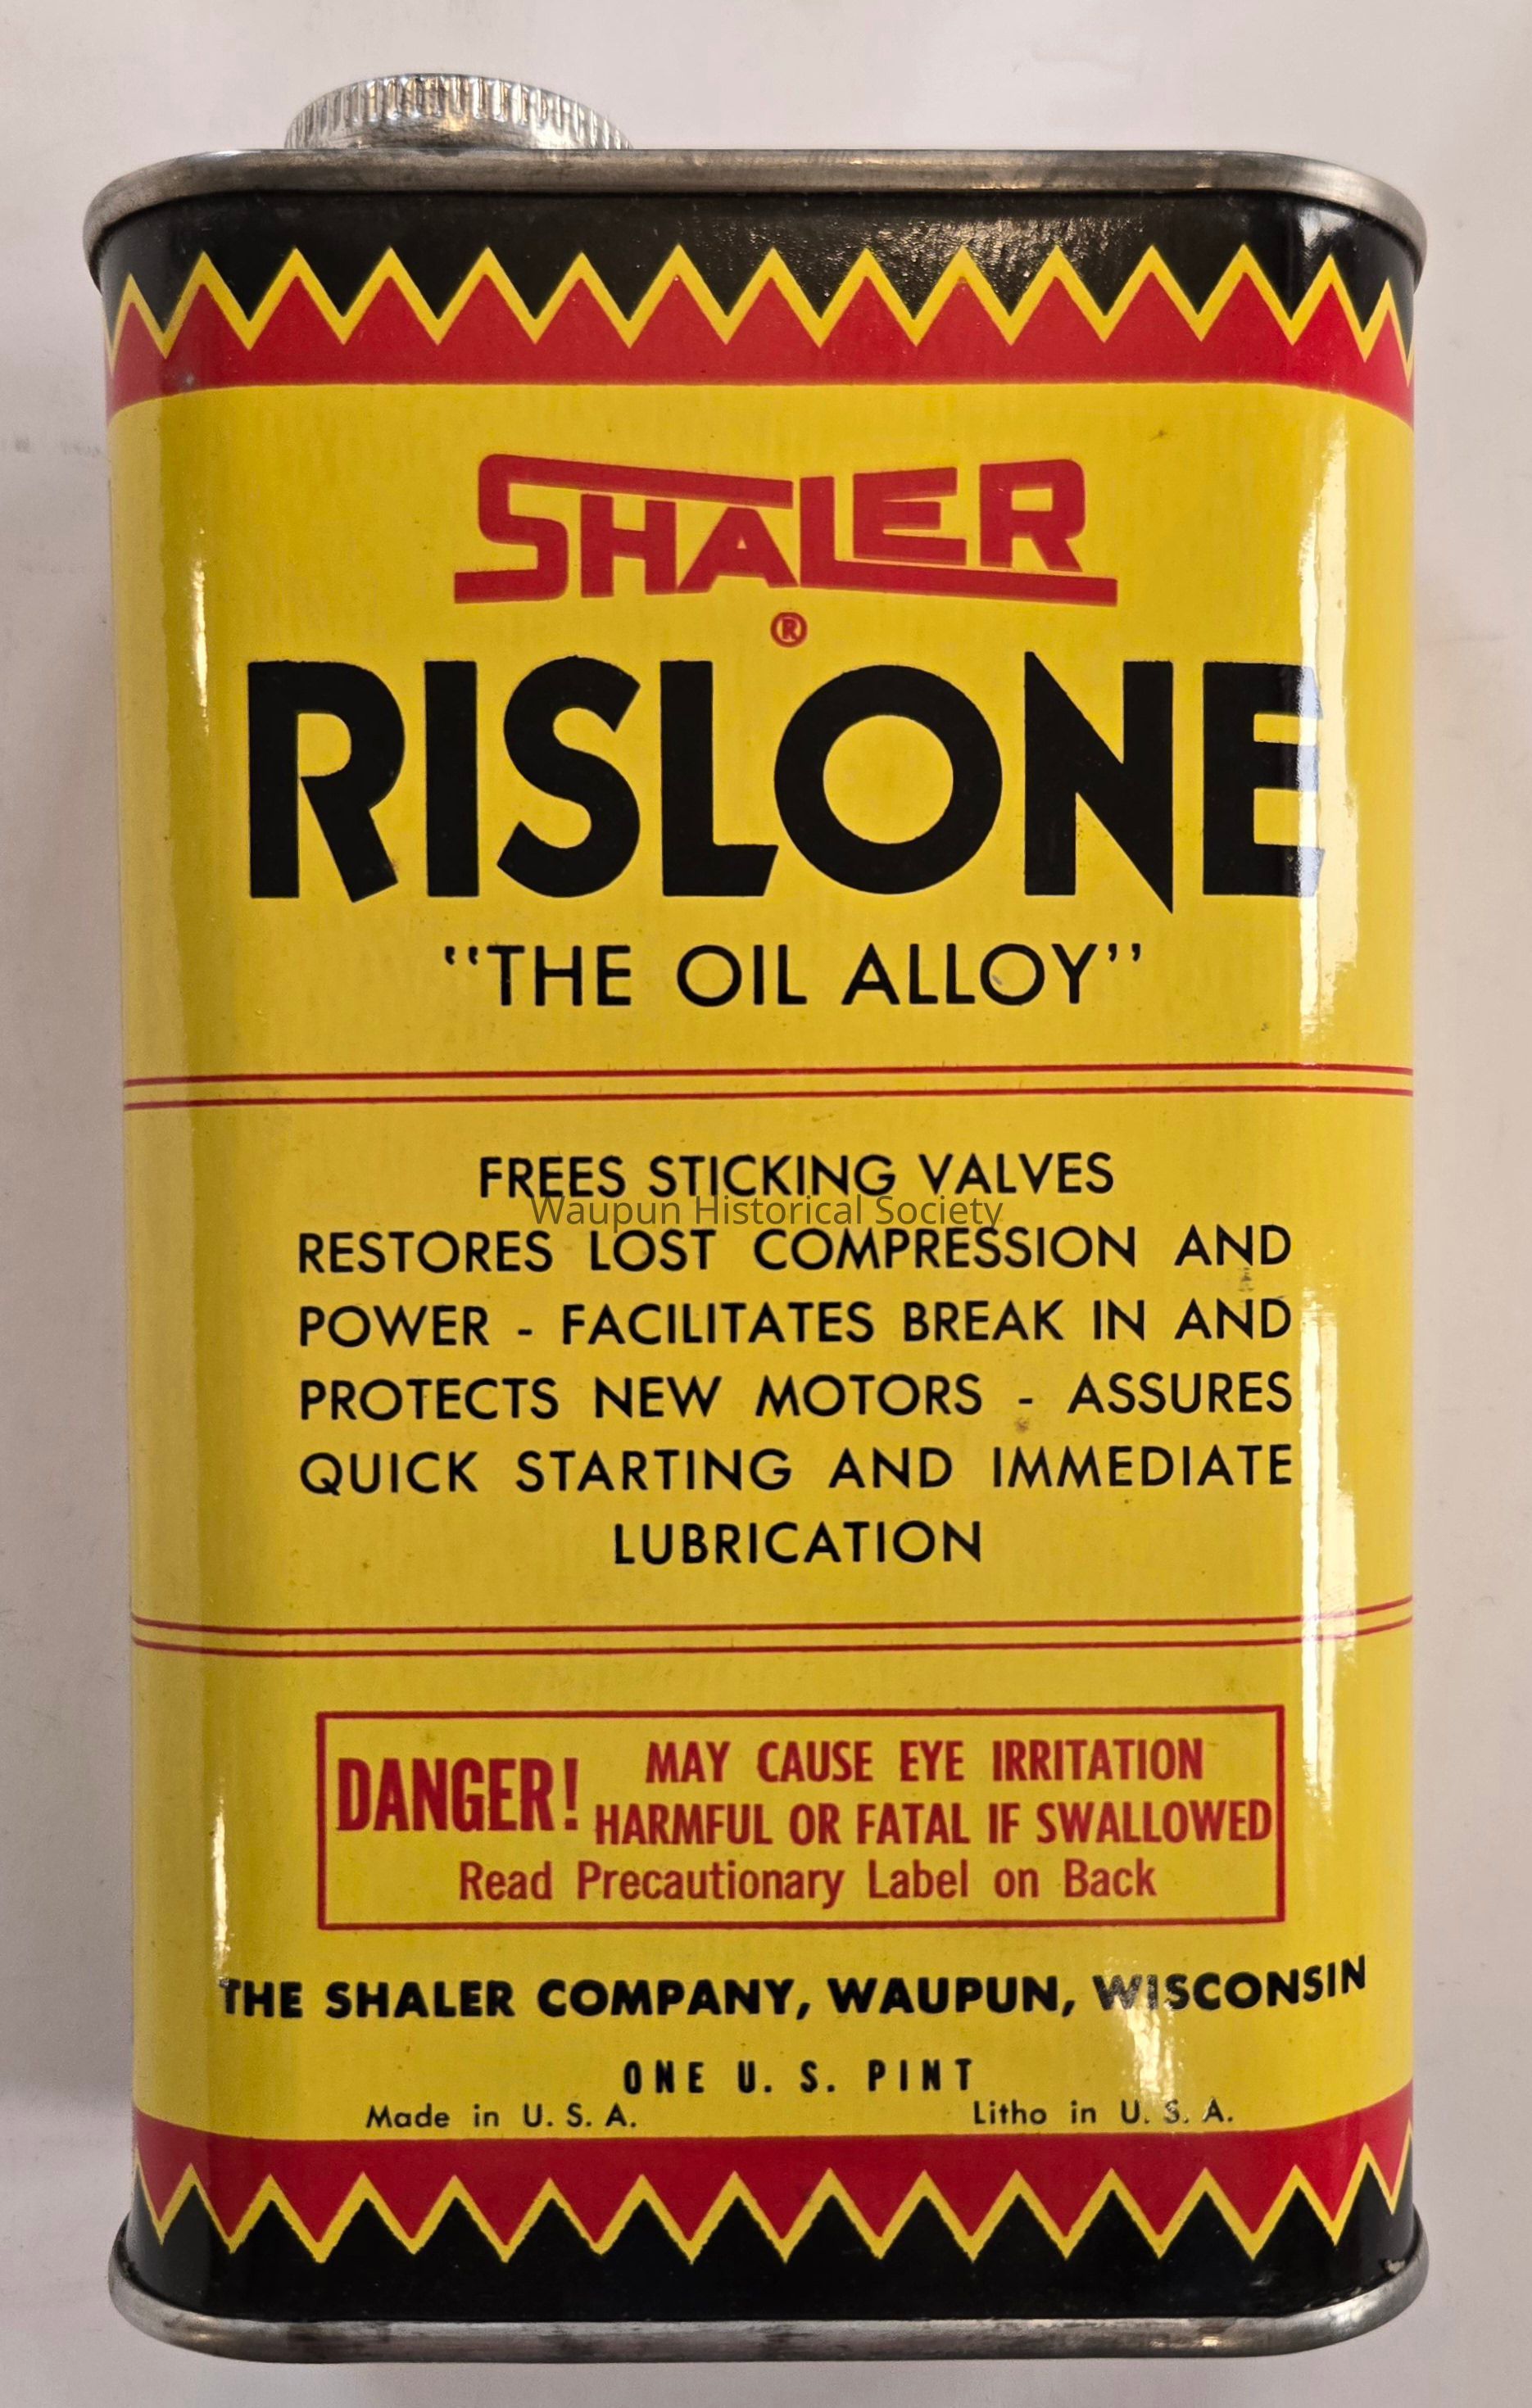 SHALER
®
RISLONE
‘‘THE OIL ALLOY’’
FREES STICKING VALVES
Waupun Historical Society
RESTORES LOST COMPRESSION AND
POWER - FACILITATES BREAK IN AND
PROTECTS NEW MOTORS - ASSURES
QUICK STARTING AND IMMEDIATE
LUBRICATION
DANGER! MAY CAUSE EYE IRRITATION
HARMFUL OR FATAL IF SWALLOWED
Read Precautionary Label on Back
THE SHALER COMPANY, WAUPUN, WISCONSIN
ONE U. S. PINT
Made in U. S. A. Litho in U. S. A.